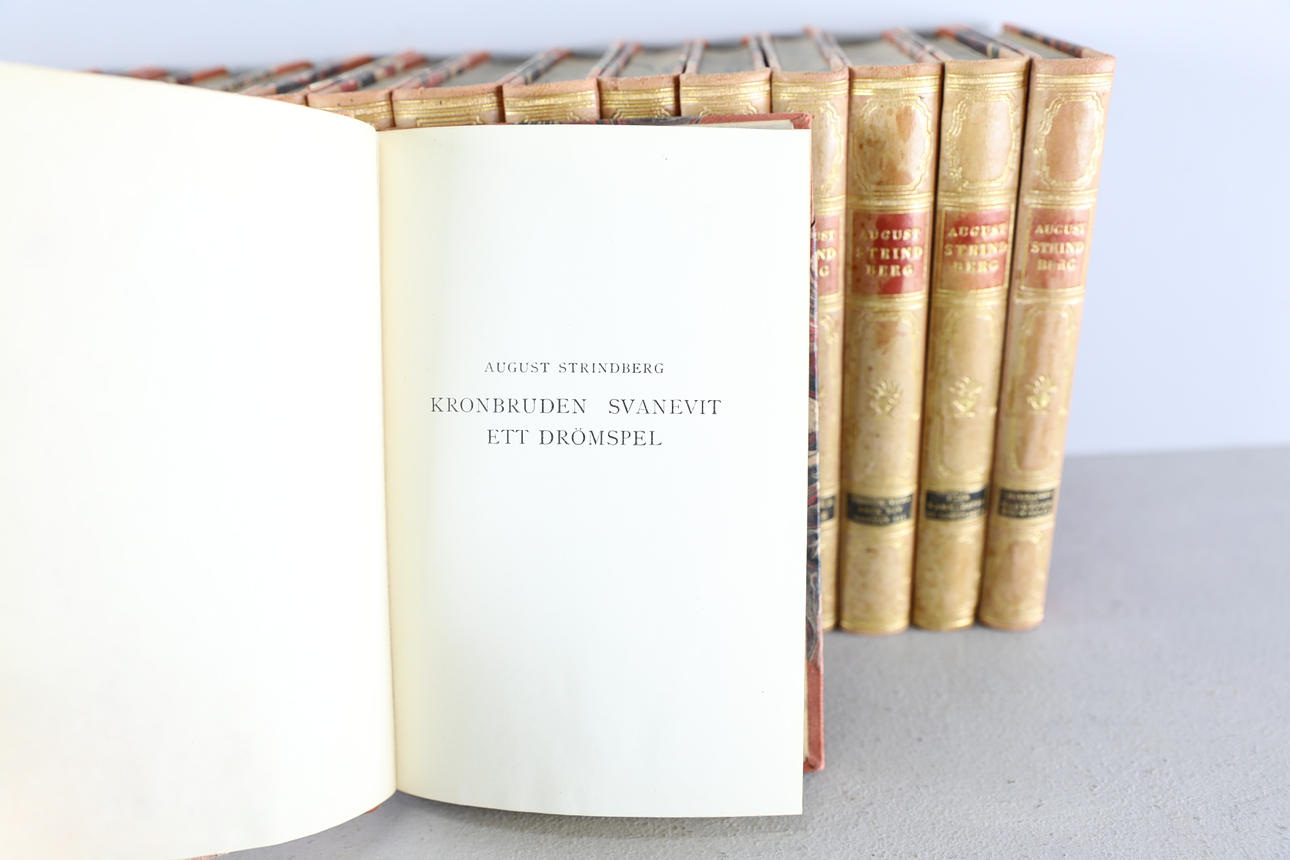 AUGUST STRINDBERG
KRONBRUDEN SVANEVIT
ETT DRÖMSPEL
AUGUST
STRIND
BERG
AUGUST
STRIND
BERG
AUGUST
STRIND
BERG